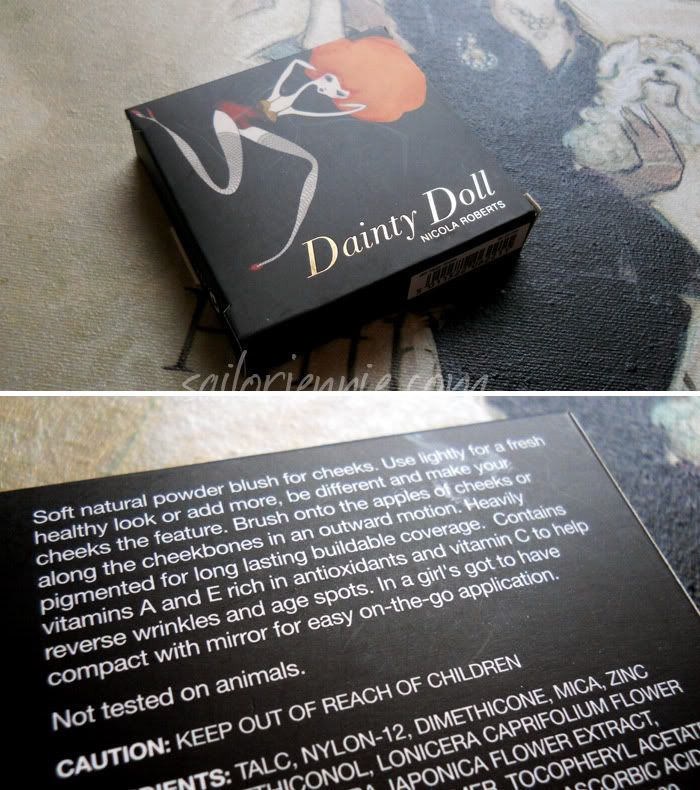 Dainty Doll
NICOLA ROBERTS
sailorjennie.com
Soft natural powder blush for cheeks. Use lightly for a fresh
healthy look or add more, be different and make your
cheeks the feature. Brush onto the apples of cheeks or
along the cheekbones in an outward motion. Heavily
pigmented for long lasting buildable coverage. Contains
vitamins A and E rich in antioxidants and vitamin C to help
reverse wrinkles and age spots. In a girl's got to have
compact with mirror for easy on-the-go application.
Not tested on animals.
CAUTION: KEEP OUT OF REACH OF CHILDREN
TALC, NYLON-12, DIMETHICONE, MICA, ZINC
LONICERA CAPRIFOLIUM FLOWER
JAPONICA FLOWER EXTRACT,
TOCOPHERYL
ASCORBIC